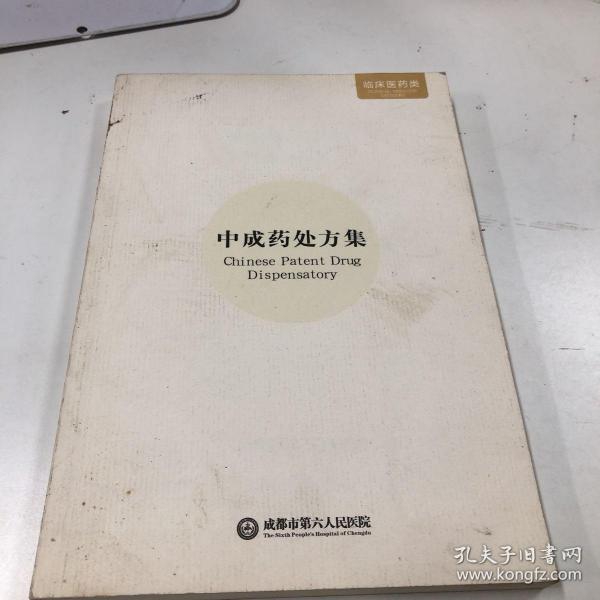 临床医药类
中成药处方集
Chinese Patent Drug
Dispensatory
成都市第六人民医院
The Sixth People's Hospital of Chengdu
孔夫子旧书网
www.kongfz.com